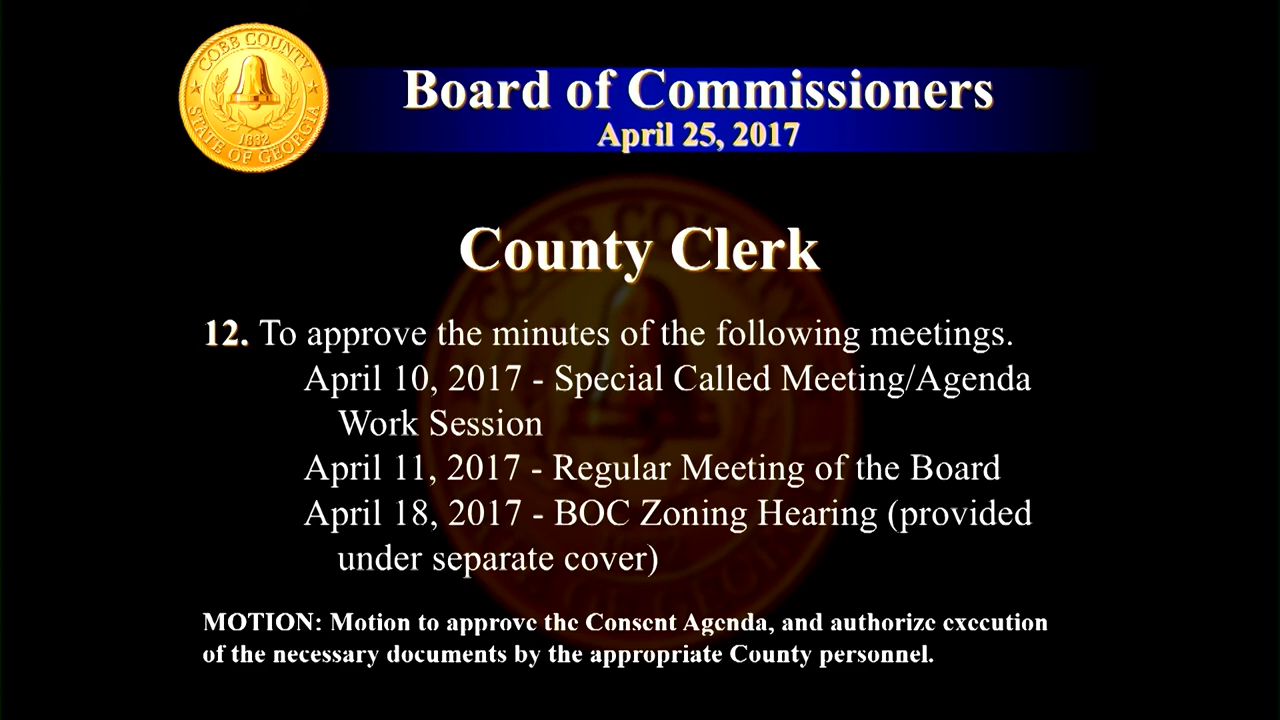 COBB COUNTY
1832
STATE OF GEORGIA
Board of Commissioners
April 25, 2017
County Clerk
12. To approve the minutes of the following meetings.
April 10, 2017 - Special Called Meeting/Agenda
Work Session
April 11, 2017 - Regular Meeting of the Board
April 18, 2017 - BOC Zoning Hearing (provided
under separate cover)
MOTION: Motion to approve the Consent Agenda, and authorize execution
of the necessary documents by the appropriate County personnel.